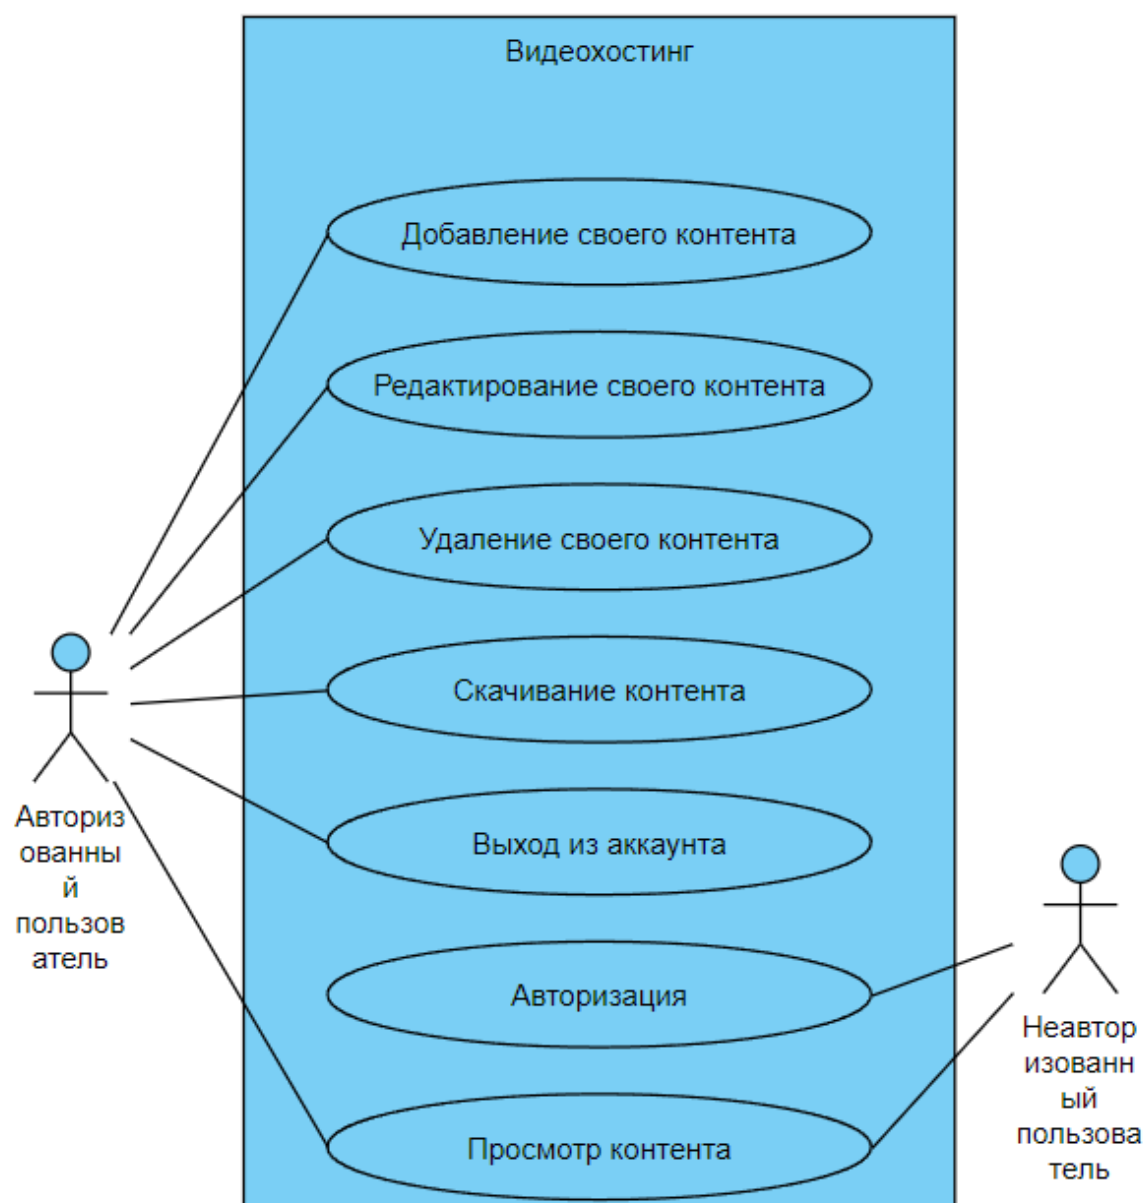 Видеохостинг
Добавление своего контента
Редактирование своего контента
Удаление своего контента
Скачивание контента
Авториз
ованны
й
пользов
атель
Выход из аккаунта
Авторизация
Неавтор
изованн
ый
пользова
тель
Просмотр контента